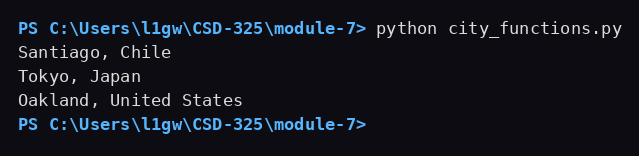 PS C:\Users\l1gw\CSD-325\module-7> python city_functions.py
Santiago, Chile
Tokyo, Japan
Oakland, United States
PS C:\Users\l1gw\CSD-325\module-7>